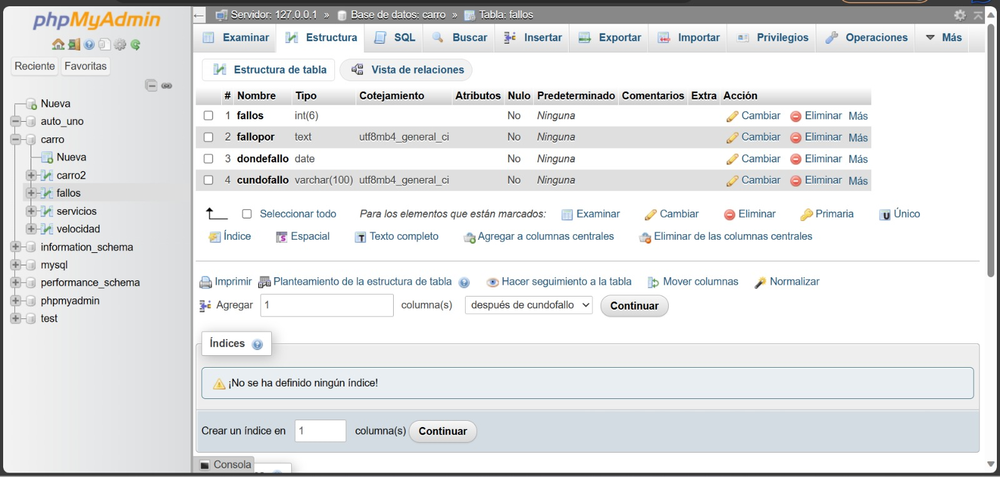 phpMyAdmin
Reciente Favoritas
Nueva
auto_uno
carro
Nueva
carro2
fallos
servicios
velocidad
information_schema
mysql
performance_schema
phpmyadmin
test
Servidor: 127.0.0.1 » Base de datos: carro » Tabla: fallos
Examinar Estructura SQL Buscar Insertar Exportar Importar Privilegios Operaciones Más
Estructura de tabla Vista de relaciones
# Nombre Tipo Cotejamiento Atributos Nulo Predeterminado Comentarios Extra Acción
1 fallos int(6) No Ninguna Cambiar Eliminar Más
2 fallopor text utf8mb4_general_ci No Ninguna Cambiar Eliminar Más
3 dondefallo date No Ninguna Cambiar Eliminar Más
4 cundofallo varchar(100) utf8mb4_general_ci No Ninguna Cambiar Eliminar Más
Seleccionar todo Para los elementos que están marcados: Examinar Cambiar Eliminar Primaria Único
Índice Espacial Texto completo Agregar a columnas centrales Eliminar de las columnas centrales
Imprimir Planteamiento de la estructura de tabla Hacer seguimiento a la tabla Mover columnas Normalizar
Agregar 1 columna(s) después de cundofallo Continuar
Índices
¡No se ha definido ningún índice!
Crear un índice en 1 columna(s) Continuar
Consola